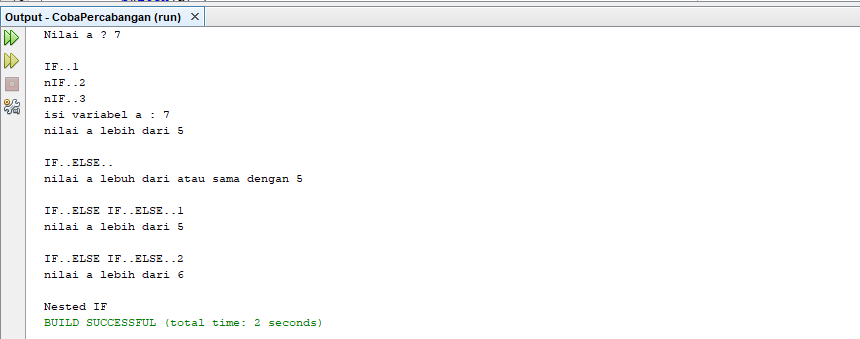 Output - CobaPercabangan (run)
Nilai a ? 7
IF..1
nIF..2
nIF..3
isi variabel a : 7
nilai a lebih dari 5
IF..ELSE..
nilai a lebuh dari atau sama dengan 5
IF..ELSE IF..ELSE..1
nilai a lebih dari 5
IF..ELSE IF..ELSE..2
nilai a lebih dari 6
Nested IF
BUILD SUCCESSFUL (total time: 2 seconds)